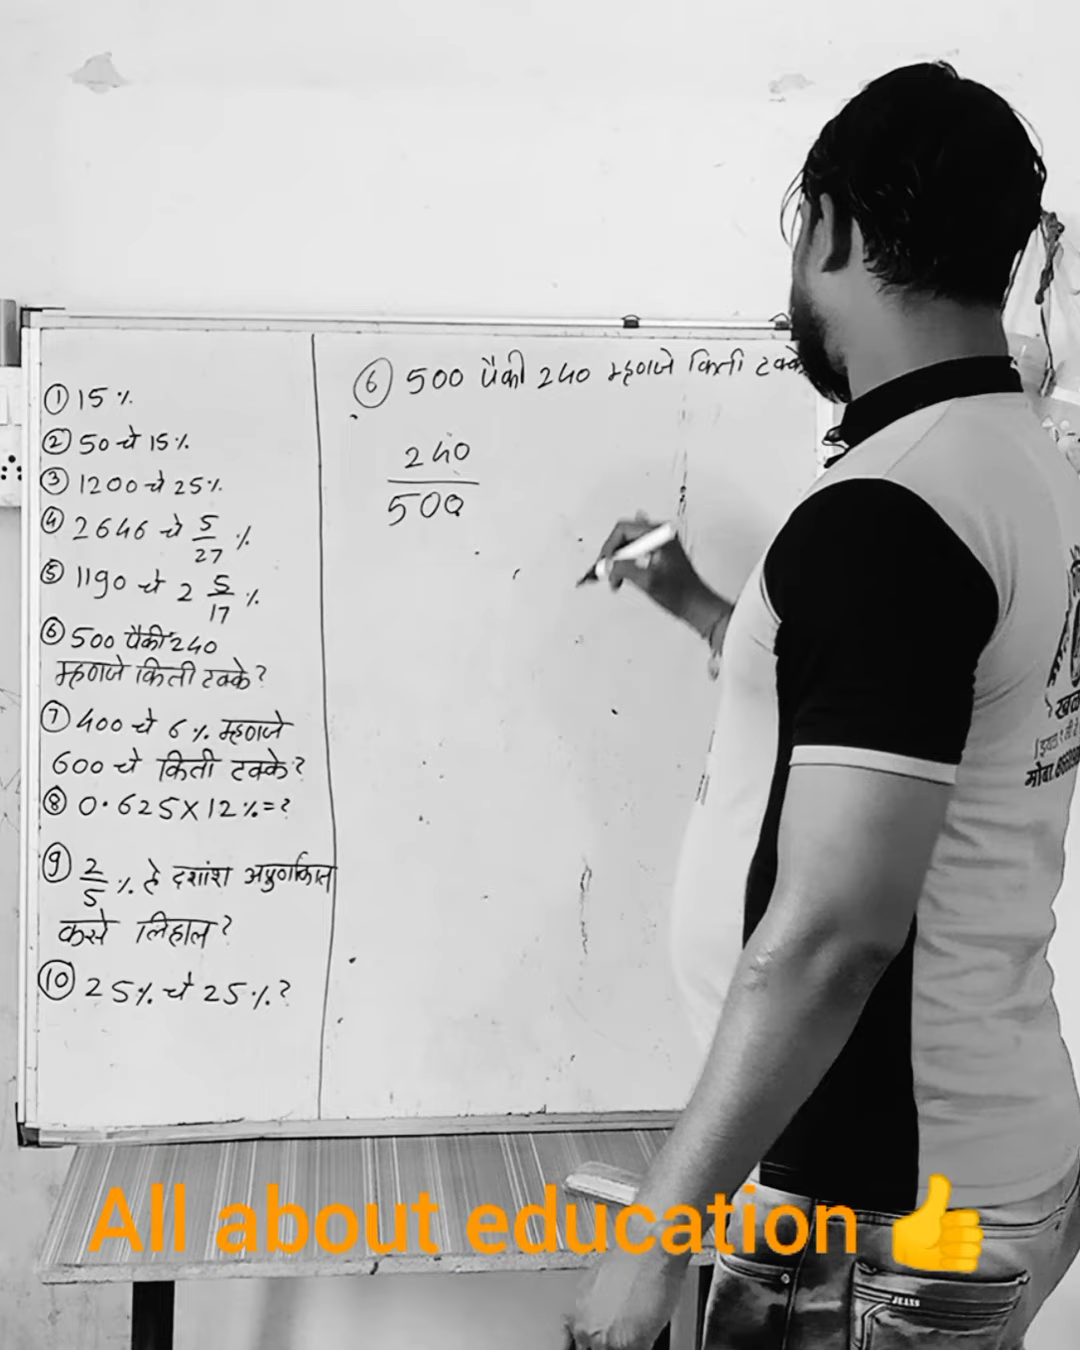 ① 15 %
② 50 चे 15 %
③ 1200 चे 25 %
④ 2646 चे 5/27 %
⑤ 1190 चे 2 5/17 %
⑥ 500 पैकी 240
म्हणजे किती टक्के?
⑦ 400 चे 6 % म्हणजे
600 चे किती टक्के?
⑧ 0.625 X 12 % = ?
⑨ 2/5 % हे दशांश अपुर्णांकात
कसे लिहाल?
⑩ 25 % चे 25 % ?
⑥ 500 पैकी 240 म्हणजे किती टक्के
240
500
JEANS
All about education 👍